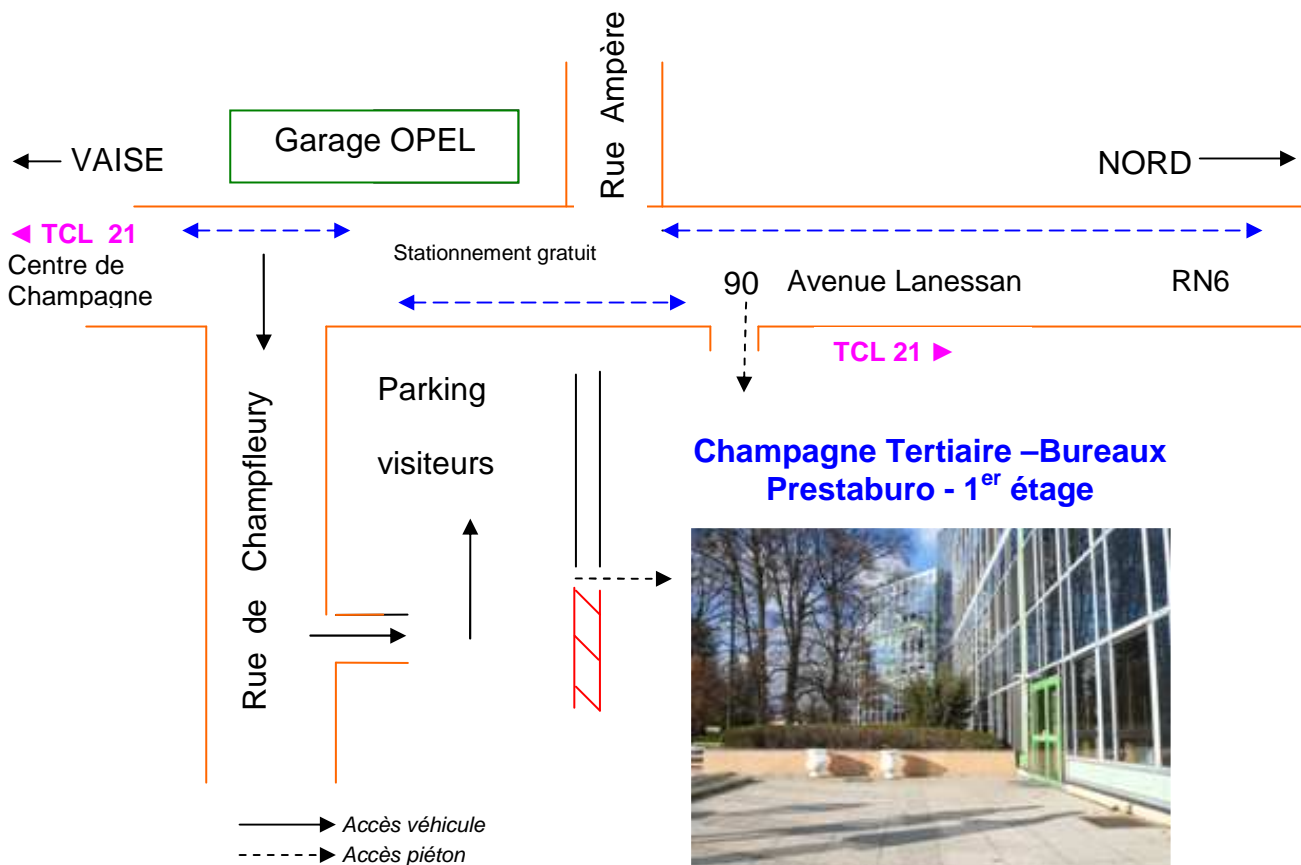 Rue Ampère
Garage OPEL
← VAISE
NORD →
◄ TCL 21
Centre de
Champagne
Stationnement gratuit
90 Avenue Lanessan RN6
TCL 21 ►
Parking
visiteurs
Rue de Champfleury
Champagne Tertiaire –Bureaux
Prestaburo - 1er étage
Accès véhicule
Accès piéton